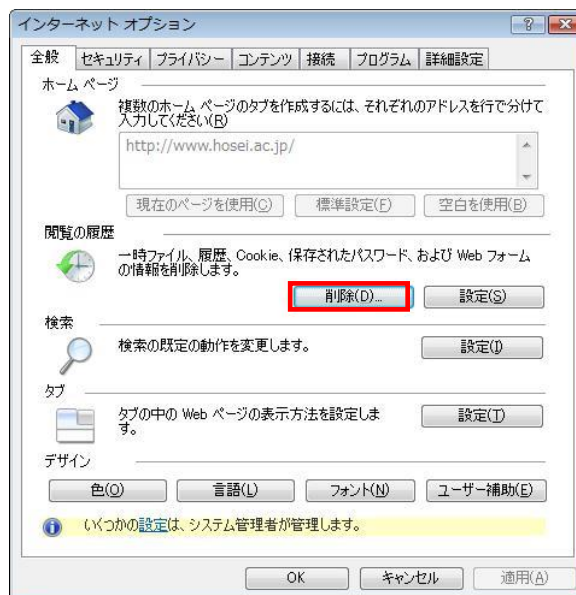 インターネット オプション
全般 セキュリティ プライバシー コンテンツ 接続 プログラム 詳細設定
ホーム ページ
複数のホーム ページのタブを作成するには、それぞれのアドレスを行で分けて
入力してください(R)
http://www.hosei.ac.jp/
現在のページを使用(C) 標準設定(F) 空白を使用(B)
閲覧の履歴
一時ファイル、履歴、Cookie、保存されたパスワード、および Web フォーム
の情報を削除します。
削除(D)... 設定(S)
検索
検索の既定の動作を変更します。 設定(I)
タブ
タブの中の Web ページの表示方法を設定しま
す。
設定(T)
デザイン
色(O) 言語(L) フォント(N) ユーザー補助(E)
いくつかの設定は、システム管理者が管理します。
OK キャンセル 適用(A)